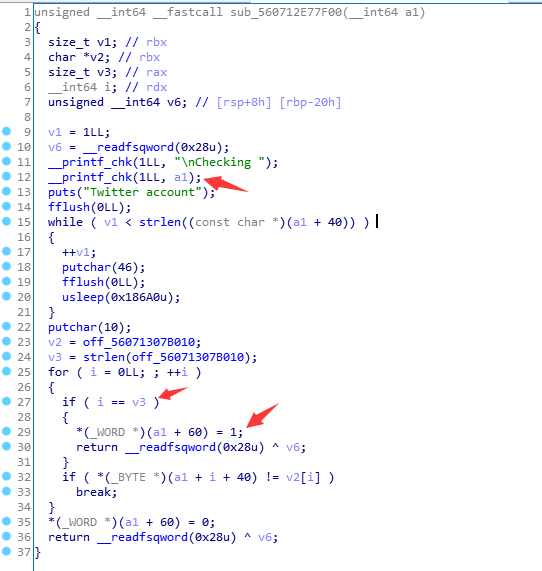 1 unsigned __int64 __fastcall sub_560712E77F00(__int64 a1)
2 {
3 size_t v1; // rbx
4 char *v2; // rbx
5 size_t v3; // rax
6 __int64 i; // rdx
7 unsigned __int64 v6; // [rsp+8h] [rbp-20h]
8
9 v1 = 1LL;
10 v6 = __readfsqword(0x28u);
11 __printf_chk(1LL, "\nChecking ");
12 __printf_chk(1LL, a1);
13 puts("Twitter account");
14 fflush(0LL);
15 while ( v1 < strlen((const char *)(a1 + 40)) )
16 {
17 ++v1;
18 putchar(46);
19 fflush(0LL);
20 usleep(0x186A0u);
21 }
22 putchar(10);
23 v2 = off_56071307B010;
24 v3 = strlen(off_56071307B010);
25 for ( i = 0LL; ; ++i )
26 {
27 if ( i == v3 )
28 {
29 *(_WORD *)(a1 + 60) = 1;
30 return __readfsqword(0x28u) ^ v6;
31 }
32 if ( *(_BYTE *)(a1 + i + 40) != v2[i] )
33 break;
34 }
35 *(_WORD *)(a1 + 60) = 0;
36 return __readfsqword(0x28u) ^ v6;
37 }